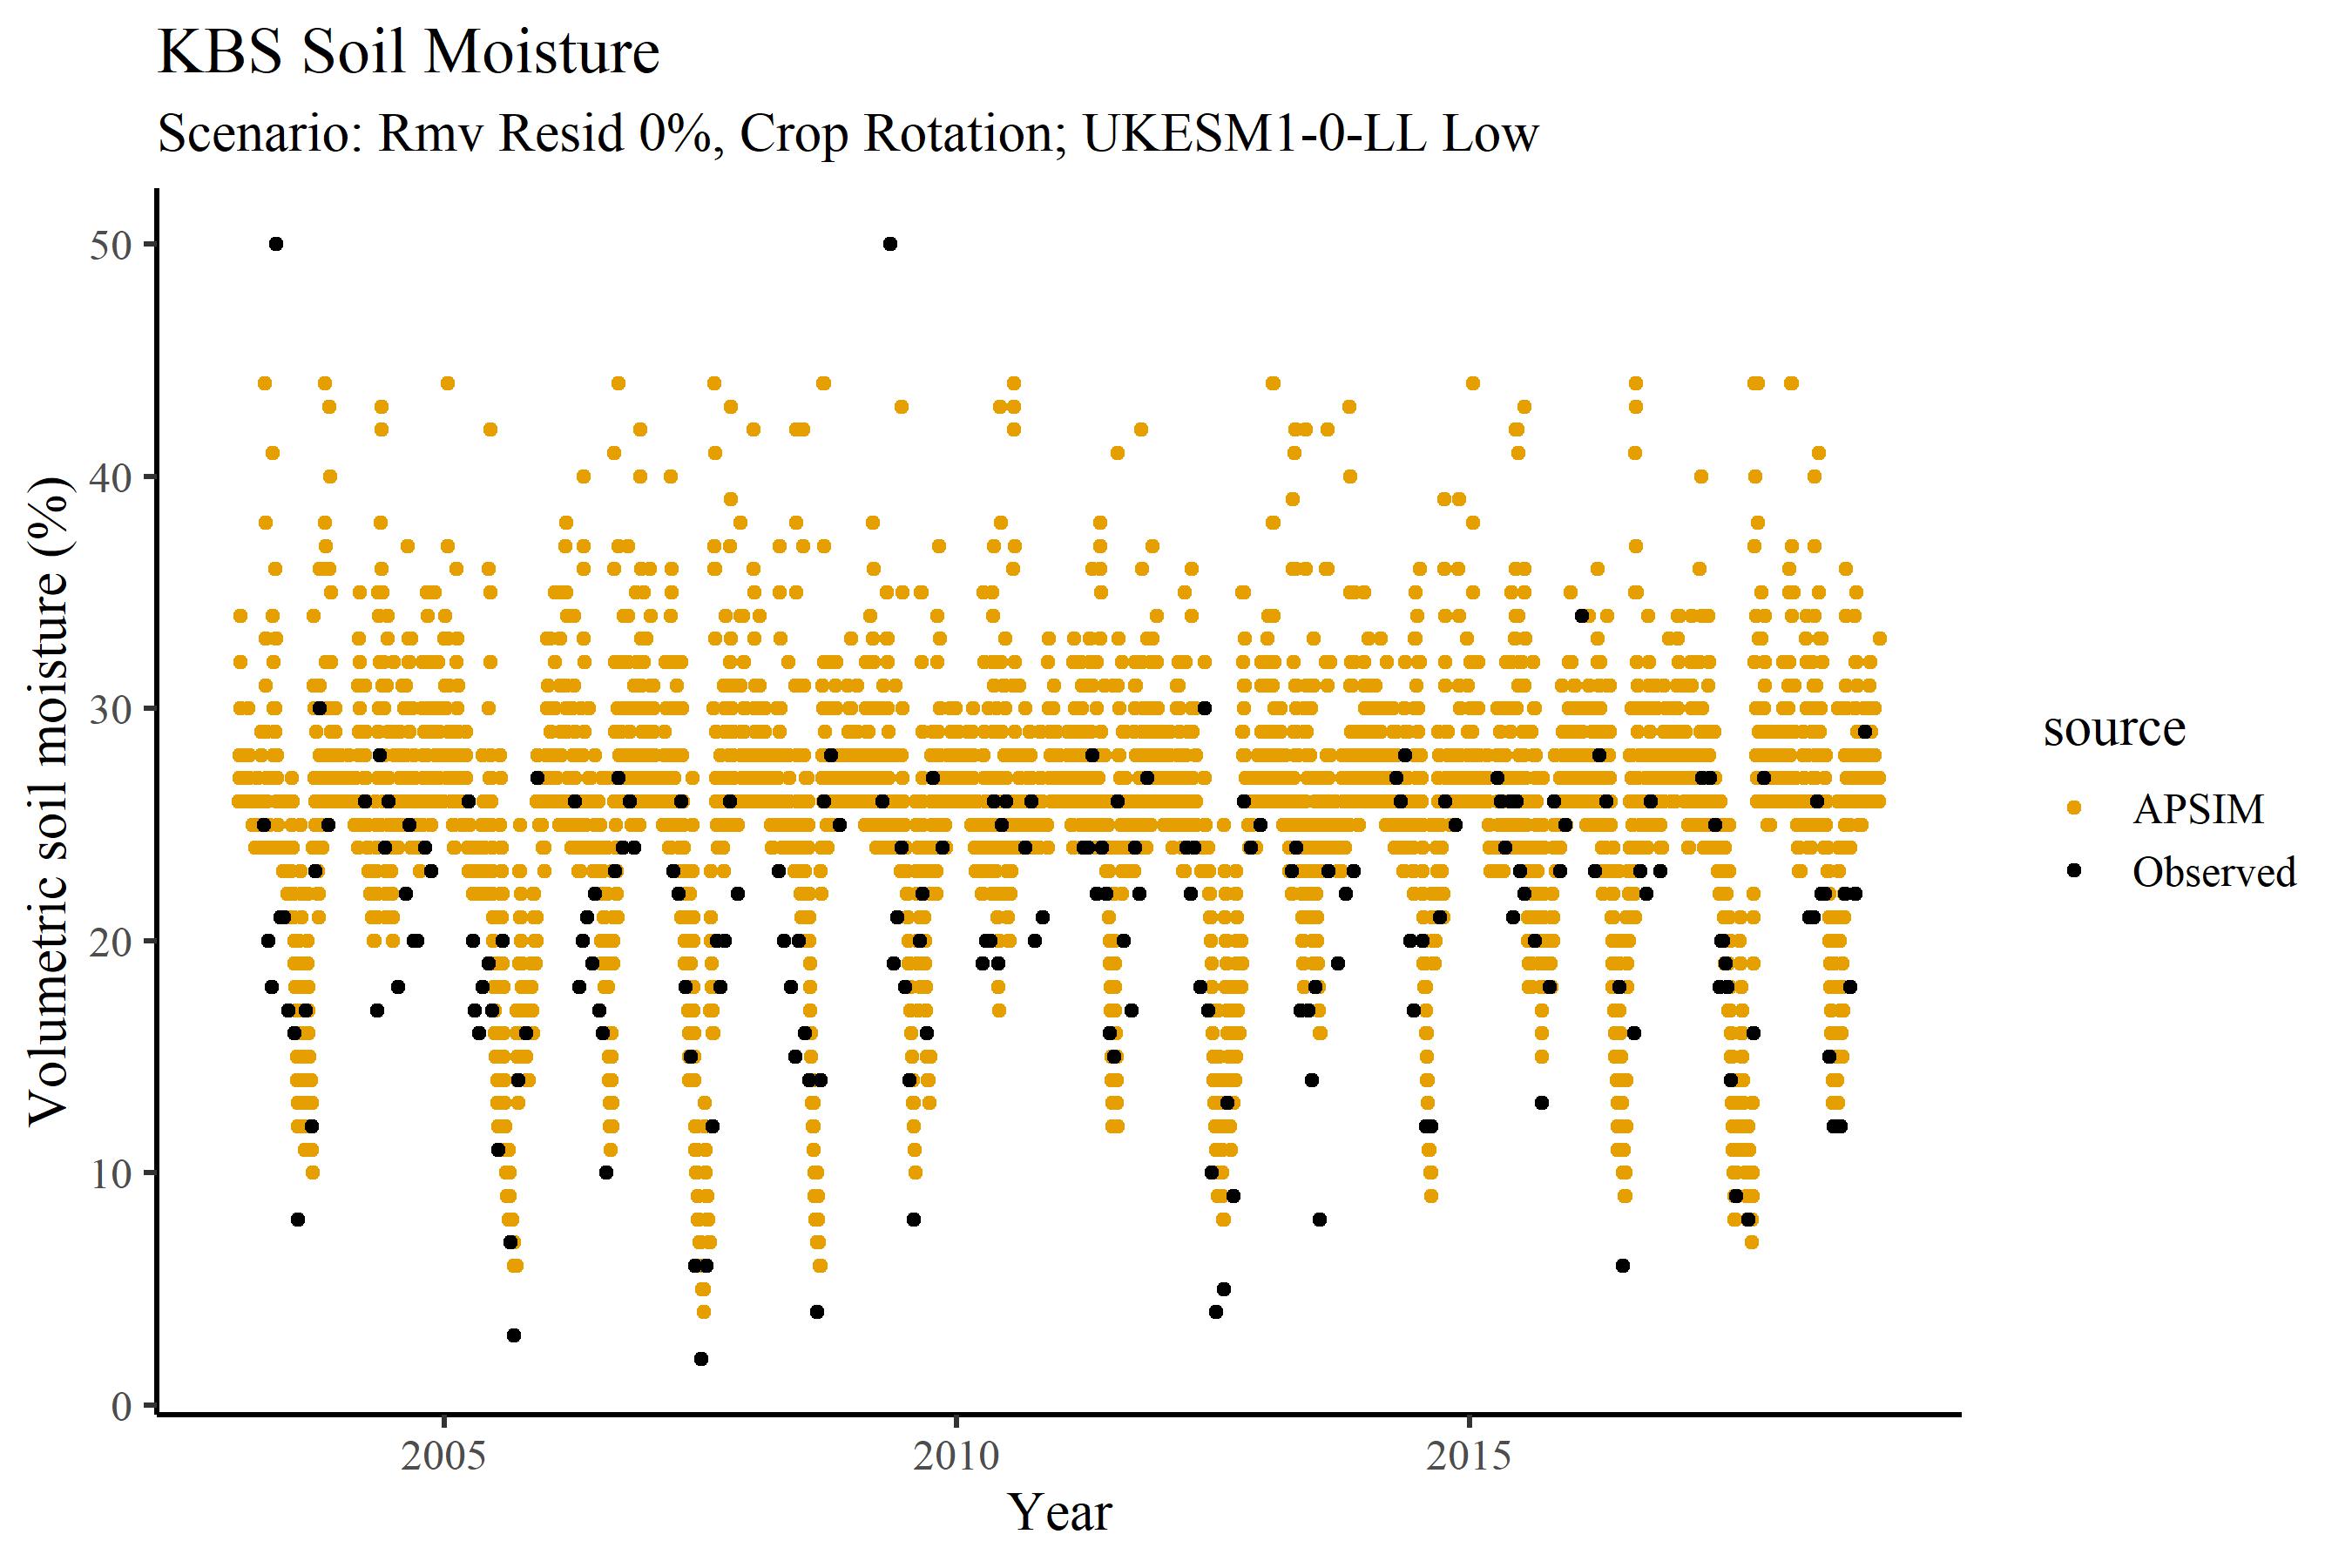 KBS Soil Moisture
Scenario: Rmv Resid 0%, Crop Rotation; UKESM1-0-LL Low
Volumetric soil moisture (%)
50
40
30
20
10
0
2005
2010
2015
Year
source
APSIM
Observed